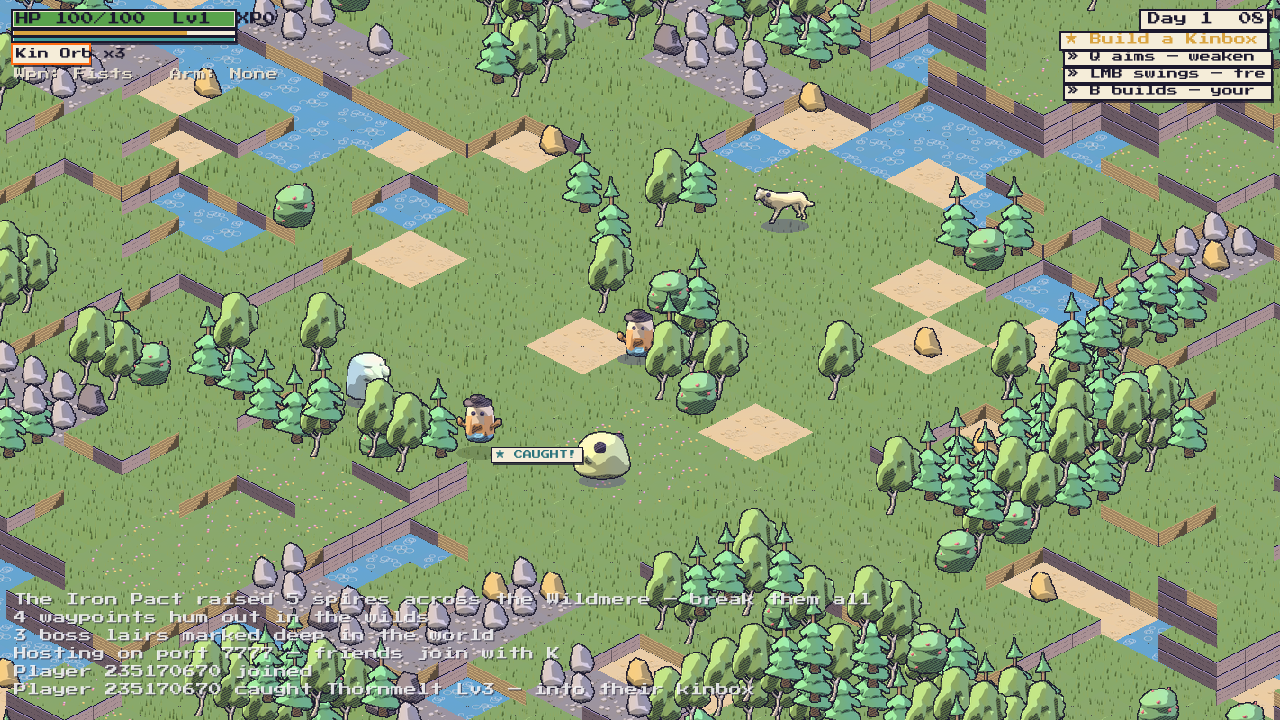 HP 100/100 Lv1 XP0
Kin Orb x3
Wpn: Fists Arm: None
Day 1 08
★ Build a Kinbox
» Q aims — weaken
» LMB swings — tre
» B builds — your
★ CAUGHT!
The Iron Pact raised 5 spires across the Wildmere — break them all
4 waypoints hum out in the wilds
3 boss lairs marked deep in the world
Hosting on port 7777 — friends join with K
Player 235170670 joined
Player 235170670 caught Thornmelt Lv3 — into their kinbox